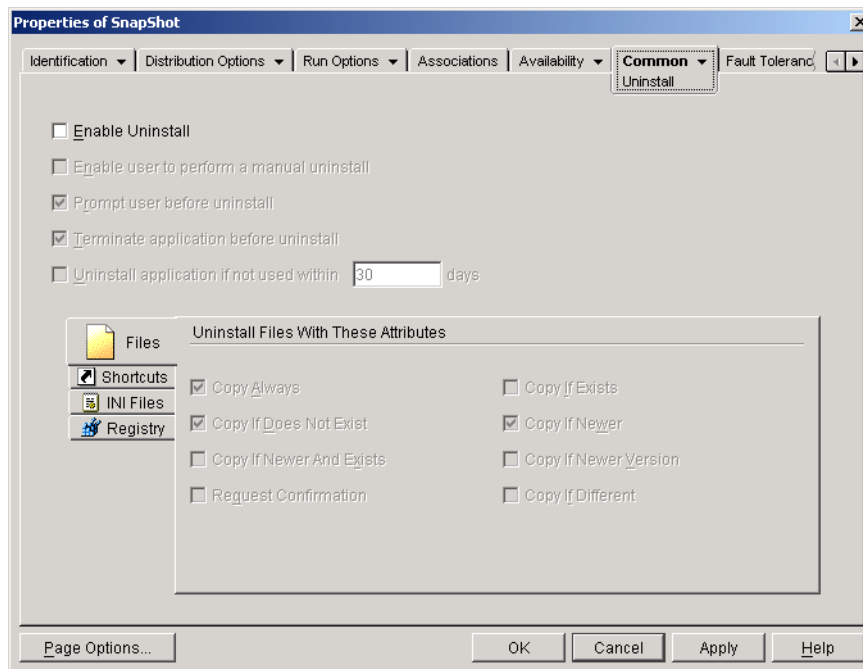 Properties of SnapShot
Identification
Distribution Options
Run Options
Associations
Availability
Common
Uninstall
Fault Toleranc
Enable Uninstall
Enable user to perform a manual uninstall
Prompt user before uninstall
Terminate application before uninstall
Uninstall application if not used within 30 days
Files
Shortcuts
INI Files
Registry
Uninstall Files With These Attributes
Copy Always
Copy If Exists
Copy If Does Not Exist
Copy If Newer
Copy If Newer And Exists
Copy If Newer Version
Request Confirmation
Copy If Different
Page Options...
OK
Cancel
Apply
Help